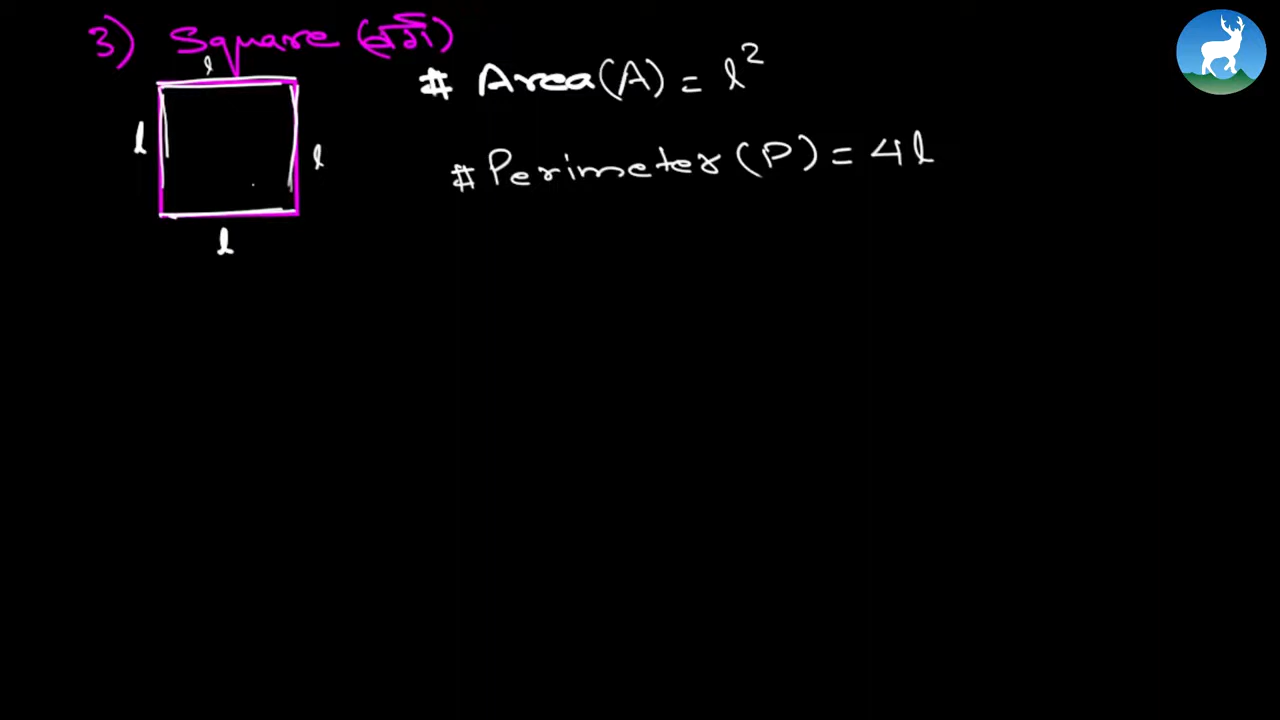 3) Square (वर्ग)
l
# Area (A) = l²
l
l
# Perimeter (P) = 4l
l